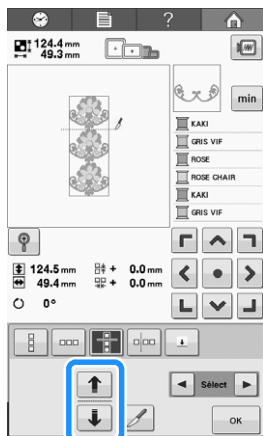 ?
124.4 mm
49.3 mm
min
KAKI
GRIS VIF
ROSE
ROSE CHAIR
KAKI
GRIS VIF
124.5 mm + 0.0 mm
49.4 mm + 0.0 mm
0°
Sélect
OK